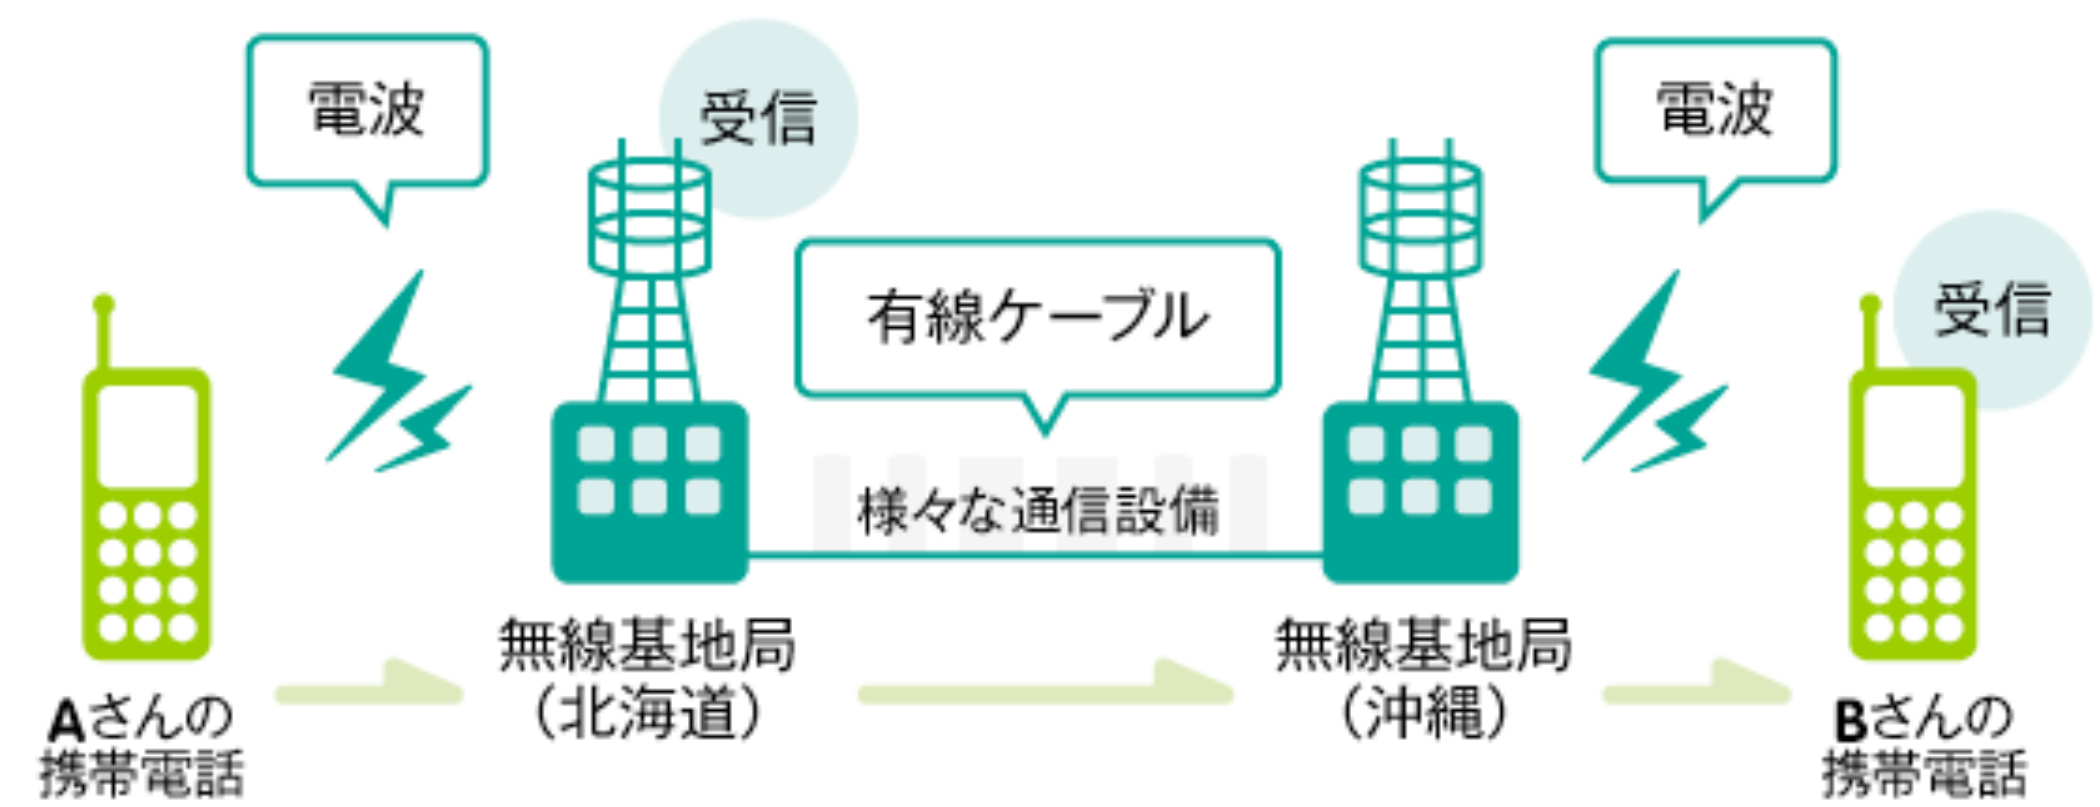 電波
受信
電波
受信
有線ケーブル
様々な通信設備
無線基地局
（北海道）
無線基地局
（沖縄）
Aさんの
携帯電話
Bさんの
携帯電話